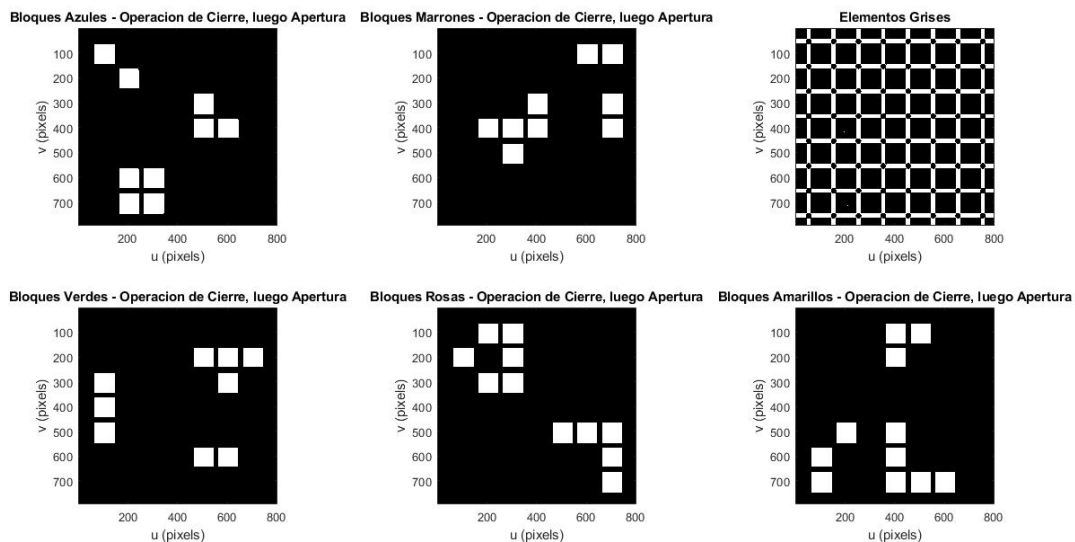 Bloques Azules - Operacion de Cierre, luego Apertura
100
200
300
400
500
600
700
v (pixels)
200 400 600 800
u (pixels)
Bloques Marrones - Operacion de Cierre, luego Apertura
100
200
300
400
500
600
700
v (pixels)
200 400 600 800
u (pixels)
Elementos Grises
100
200
300
400
500
600
700
v (pixels)
200 400 600 800
u (pixels)
Bloques Verdes - Operacion de Cierre, luego Apertura
100
200
300
400
500
600
700
v (pixels)
200 400 600 800
u (pixels)
Bloques Rosas - Operacion de Cierre, luego Apertura
100
200
300
400
500
600
700
v (pixels)
200 400 600 800
u (pixels)
Bloques Amarillos - Operacion de Cierre, luego Apertura
100
200
300
400
500
600
700
v (pixels)
200 400 600 800
u (pixels)